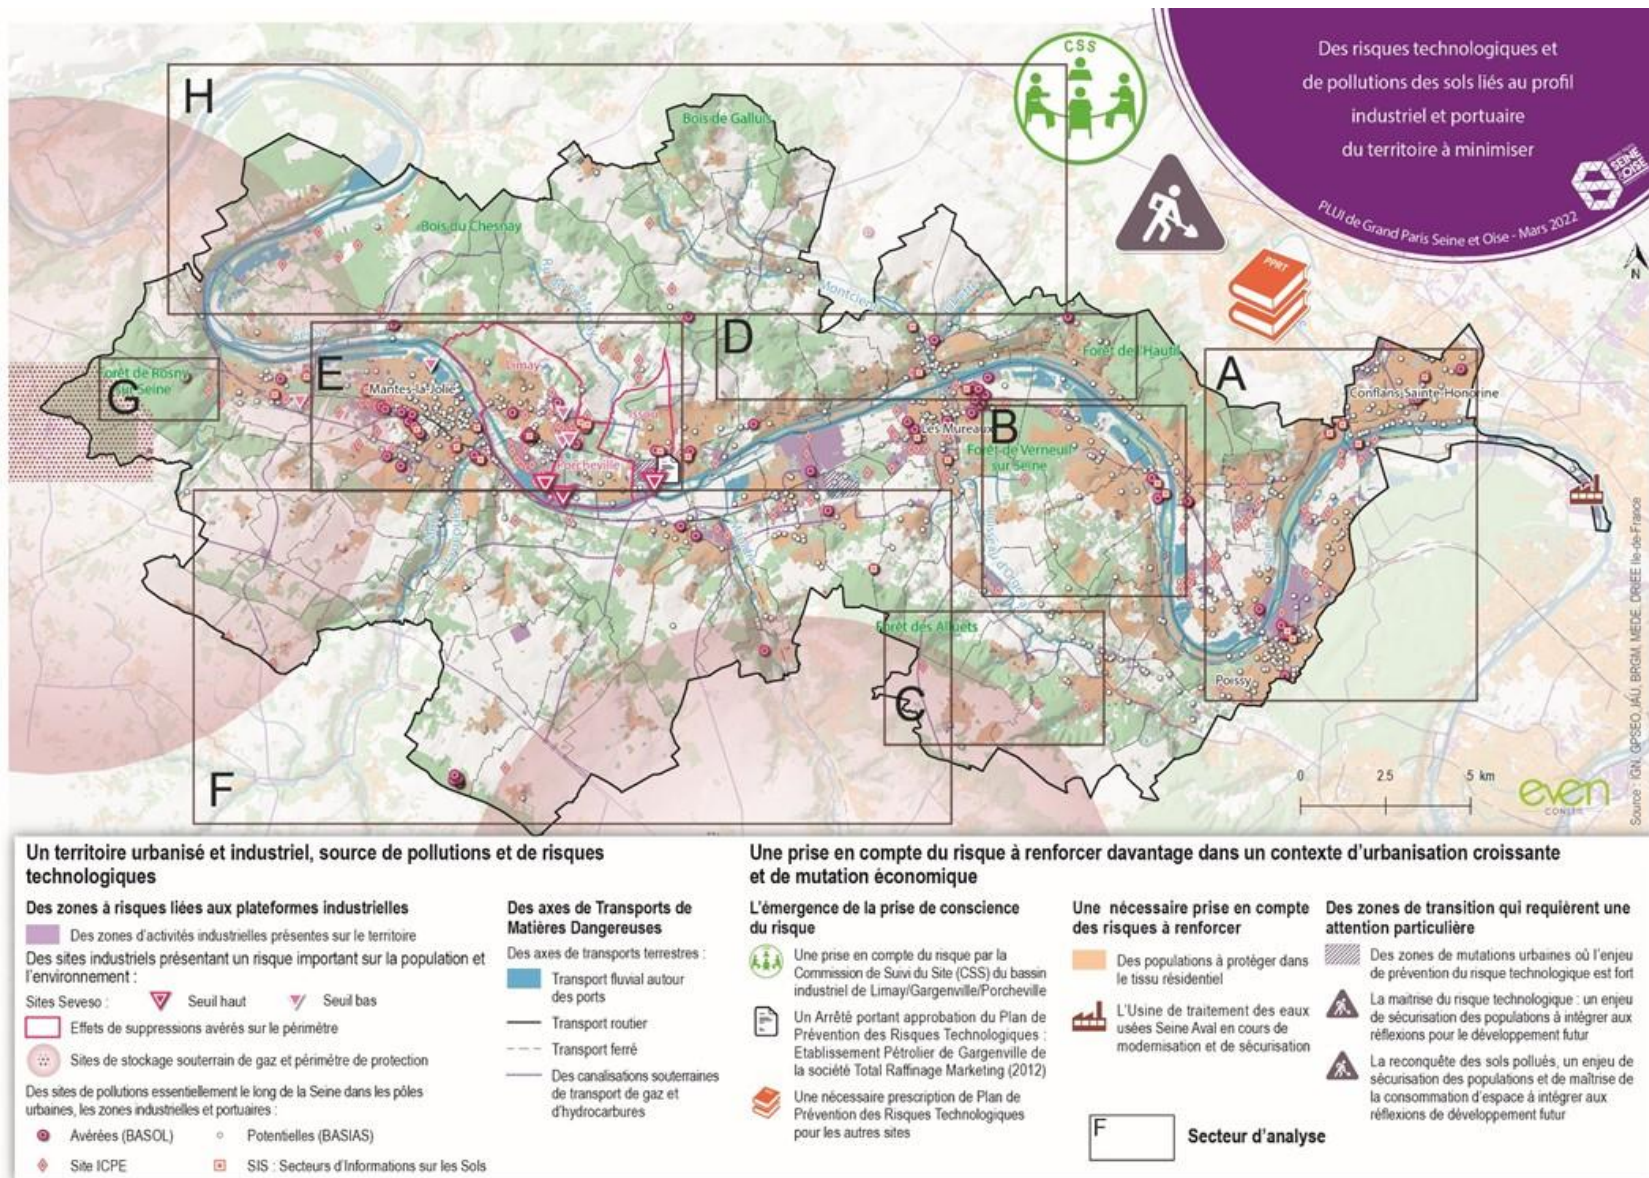 CSS
Des risques technologiques et
de pollutions des sols liés au profil
industriel et portuaire
du territoire à minimiser
SEINE
&OISE
PLUI de Grand Paris Seine et Oise - Mars 2022
PPRT
N
H
Bois de Galluis
Bois du Chesnay
Montcient
D
Forêt de l'Hautil
A
Conflans Sainte-Honorine
G
Forêt de Rosny
sur Seine
E
Mantes-la-Jolie
Limay
Issou
Porcheville
Les Mureaux
B
Forêt de Verneuil
sur Seine
Forêt des Alluets
C
Poissy
F
0 2.5 5 km
even
CONSEIL
Source : IGN, GPSEO, IAU, BRGM, MEDE, DRIEE Ile-de-France
Un territoire urbanisé et industriel, source de pollutions et de risques
technologiques
Des zones à risques liées aux plateformes industrielles
Des zones d'activités industrielles présentes sur le territoire
Des sites industriels présentant un risque important sur la population et
l'environnement :
Sites Seveso : Seuil haut Seuil bas
Effets de suppressions avérés sur le périmètre
Sites de stockage souterrain de gaz et périmètre de protection
Des sites de pollutions essentiellement le long de la Seine dans les pôles
urbaines, les zones industrielles et portuaires :
Avérées (BASOL) Potentielles (BASIAS)
Site ICPE SIS : Secteurs d'Informations sur les Sols
Des axes de Transports de
Matières Dangereuses
Des axes de transports terrestres :
Transport fluvial autour
des ports
Transport routier
Transport ferré
Des canalisations souterraines
de transport de gaz et
d'hydrocarbures
Une prise en compte du risque à renforcer davantage dans un contexte d'urbanisation croissante
et de mutation économique
L'émergence de la prise de conscience
du risque
Une prise en compte du risque par la
Commission de Suivi du Site (CSS) du bassin
industriel de Limay/Gargenville/Porcheville
Un Arrêté portant approbation du Plan de
Prévention des Risques Technologiques :
Etablissement Pétrolier de Gargenville de
la société Total Raffinage Marketing (2012)
Une nécessaire prescription de Plan de
Prévention des Risques Technologiques
pour les autres sites
Une nécessaire prise en compte
des risques à renforcer
Des populations à protéger dans
le tissu résidentiel
L'Usine de traitement des eaux
usées Seine Aval en cours de
modernisation et de sécurisation
Des zones de transition qui requièrent une
attention particulière
Des zones de mutations urbaines où l'enjeu
de prévention du risque technologique est fort
La maitrise du risque technologique : un enjeu
de sécurisation des populations à intégrer aux
réflexions pour le développement futur
La reconquête des sols pollués, un enjeu de
sécurisation des populations et de maîtrise de
la consommation d'espace à intégrer aux
réflexions de développement futur
F
Secteur d'analyse